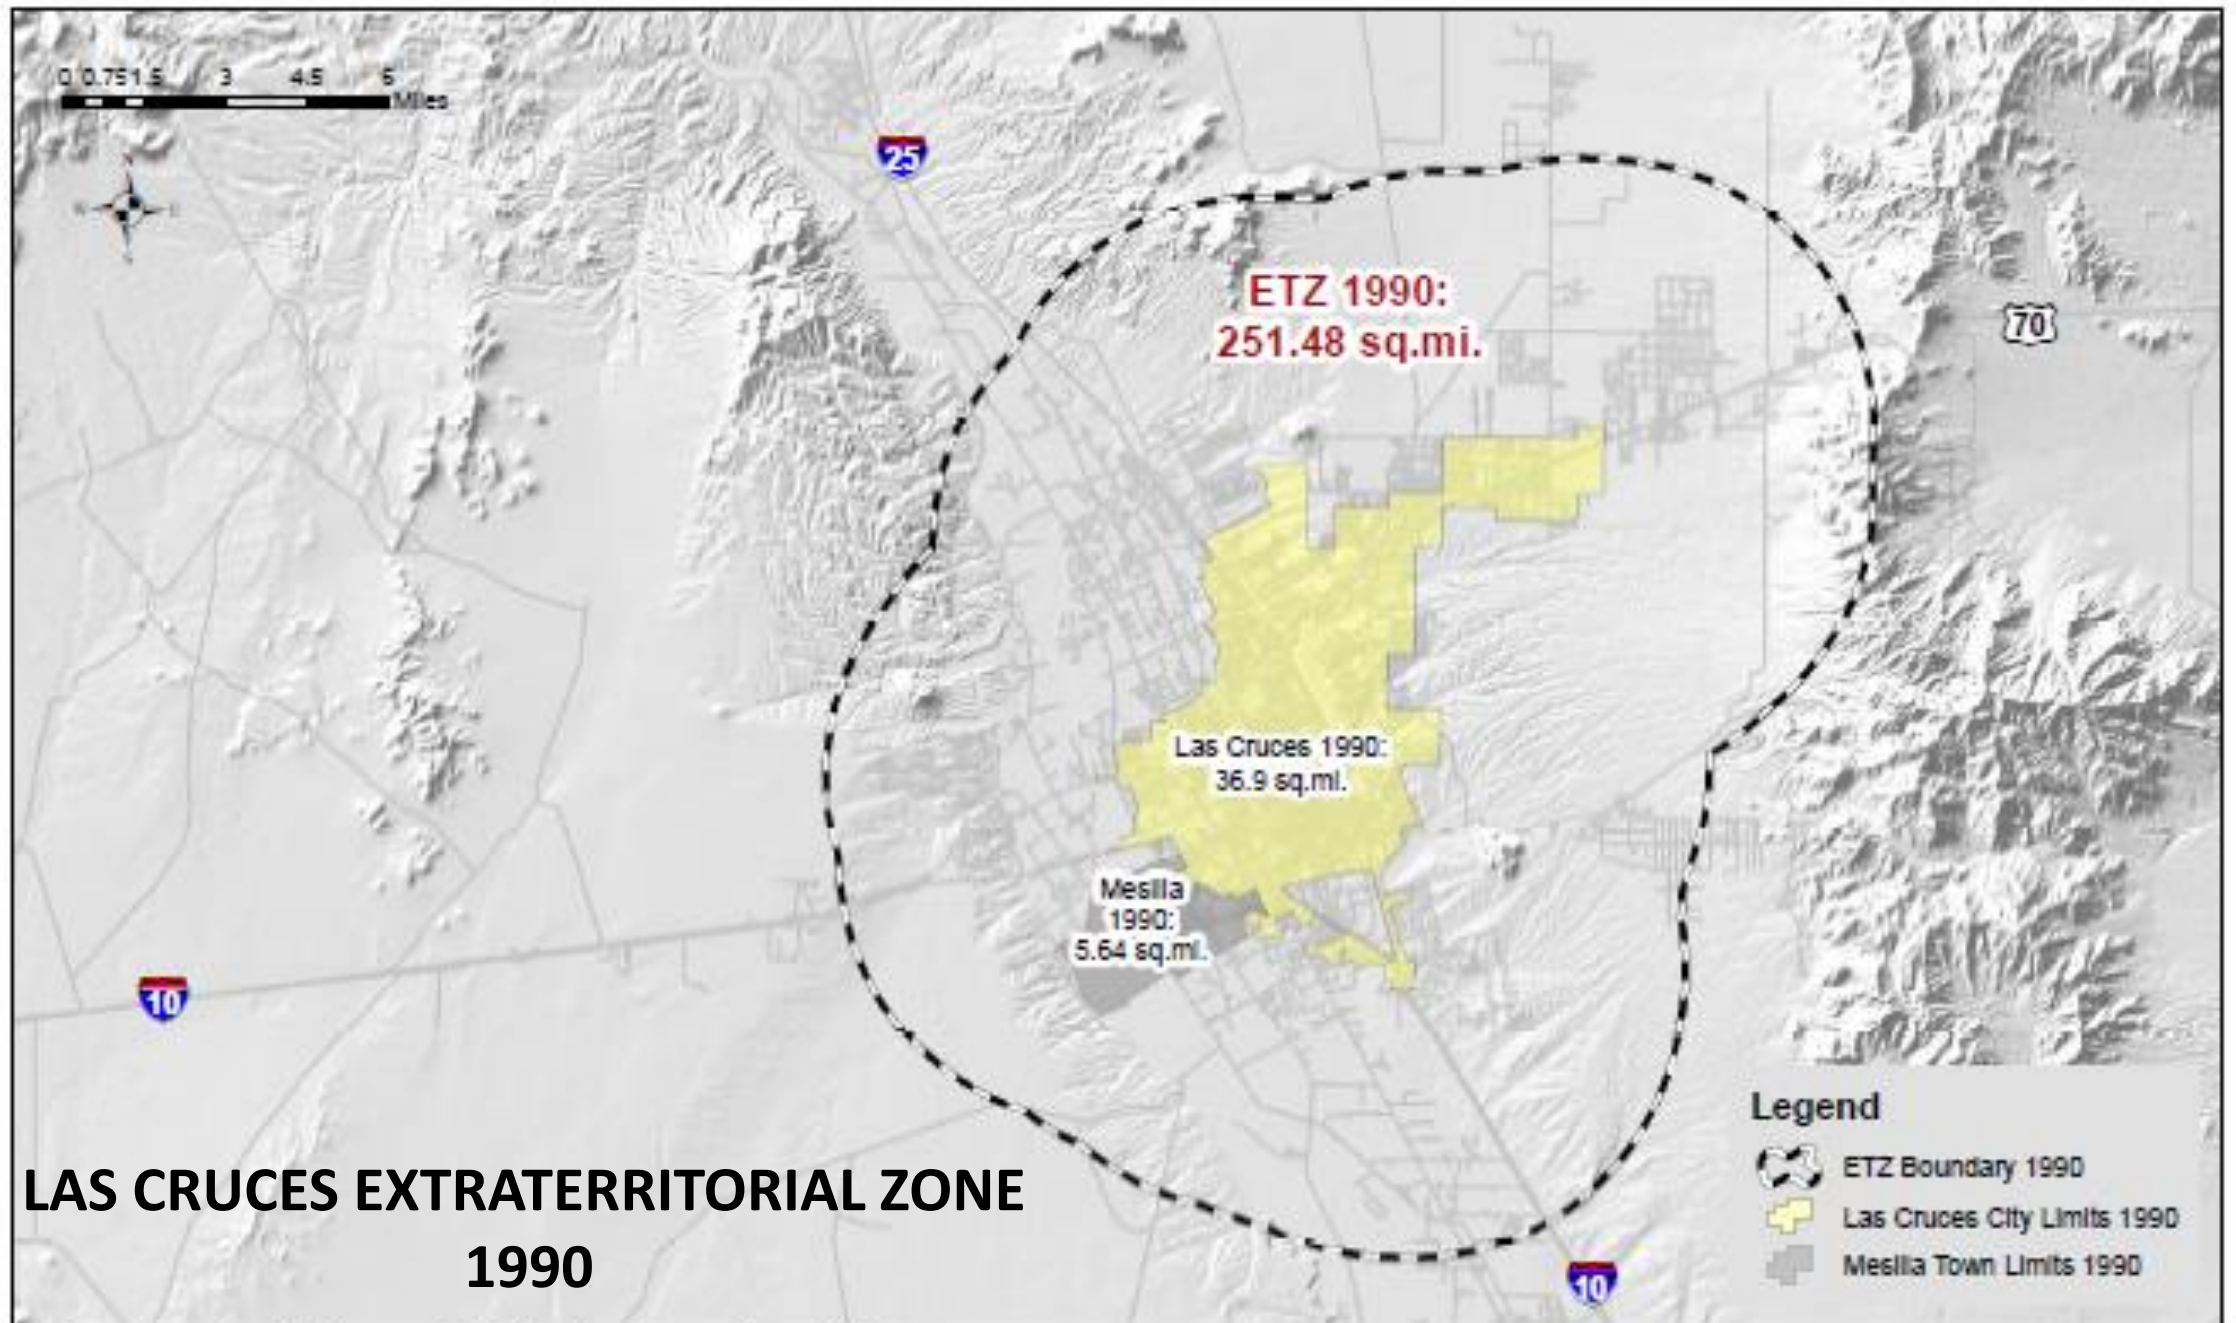 0 0.75 1.5 3 4.5 6
Miles
25
ETZ 1990:
251.48 sq.mi.
70
Las Cruces 1990:
36.9 sq.mi.
Mesilla
1990:
5.64 sq.mi.
10
Legend
ETZ Boundary 1990
Las Cruces City Limits 1990
Mesilla Town Limits 1990
LAS CRUCES EXTRATERRITORIAL ZONE
1990
10